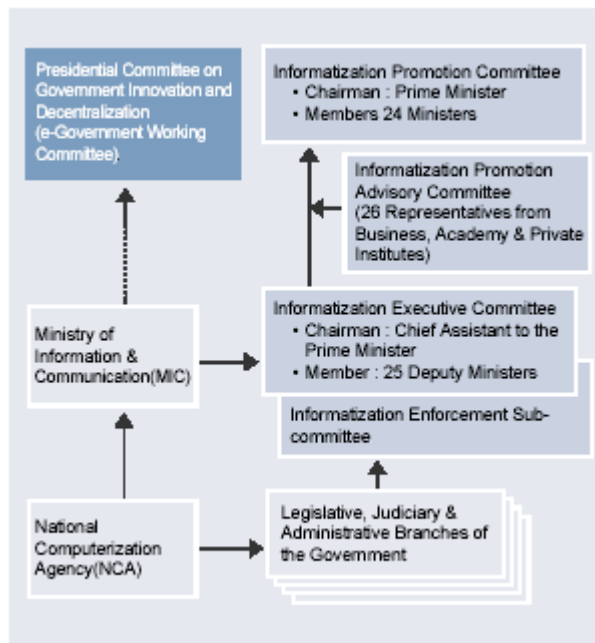 Presidential Committee on
Government Innovation and
Decentralization
(e-Government Working
Committee).
Informatization Promotion Committee
• Chairman : Prime Minister
• Members 24 Ministers
Informatization Promotion
Advisory Committee
(26 Representatives from
Business, Academy & Private
Institutes)
Ministry of
Information &
Communication(MIC)
Informatization Executive Committee
• Chairman : Chief Assistant to the
Prime Minister
• Member : 25 Deputy Ministers
Informatization Enforcement Sub-
committee
National
Computerization
Agency(NCA)
Legislative, Judiciary &
Administrative Branches of
the Government